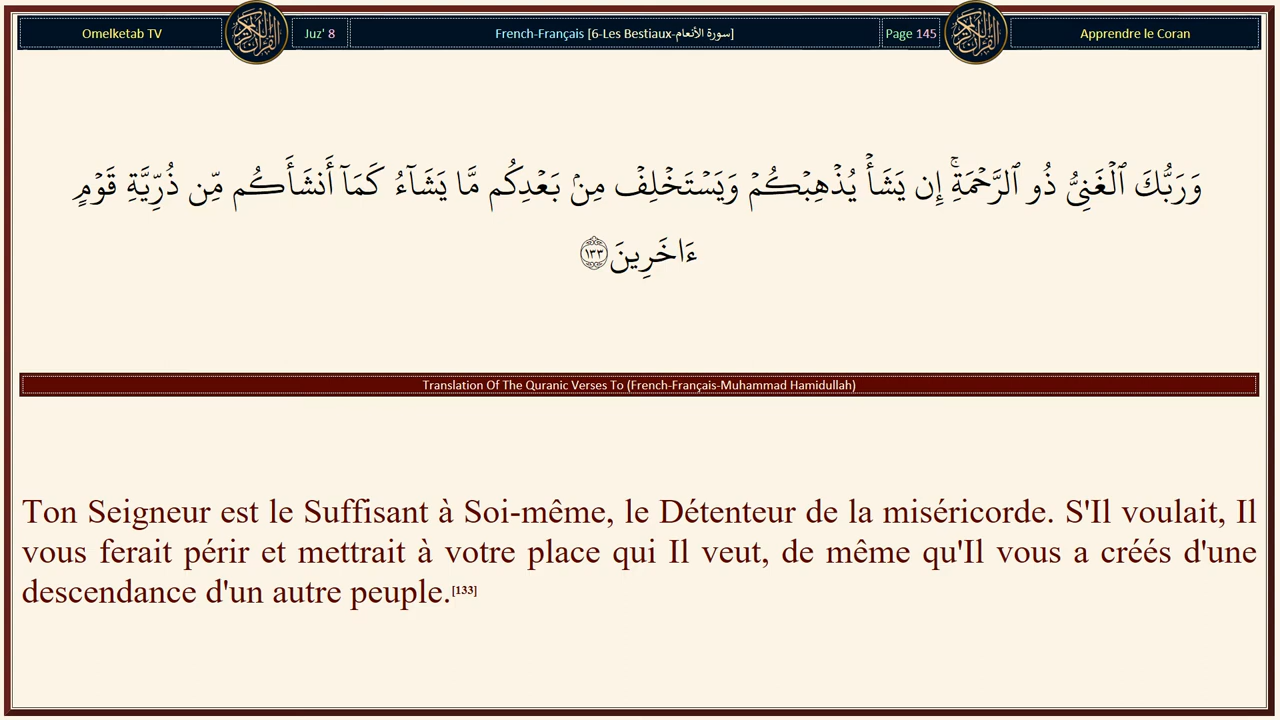 Omelketab TV
Juz' 8
French-Français [6-Les Bestiaux-سورة الأنعام]
Page 145
Apprendre le Coran
وَرَبُّكَ ٱلْغَنِىُّ ذُو ٱلرَّحْمَةِ ۚ إِن يَشَأْ يُذْهِبْكُمْ وَيَسْتَخْلِفْ مِنۢ بَعْدِكُم مَّا يَشَآءُ كَمَآ أَنشَأَكُم مِّن ذُرِّيَّةِ قَوْمٍ
ءَاخَرِينَ ١٣٣
Translation Of The Quranic Verses To (French-Français-Muhammad Hamidullah)
Ton Seigneur est le Suffisant à Soi-même, le Détenteur de la miséricorde. S'Il voulait, Il
vous ferait périr et mettrait à votre place qui Il veut, de même qu'Il vous a créés d'une
descendance d'un autre peuple.[133]